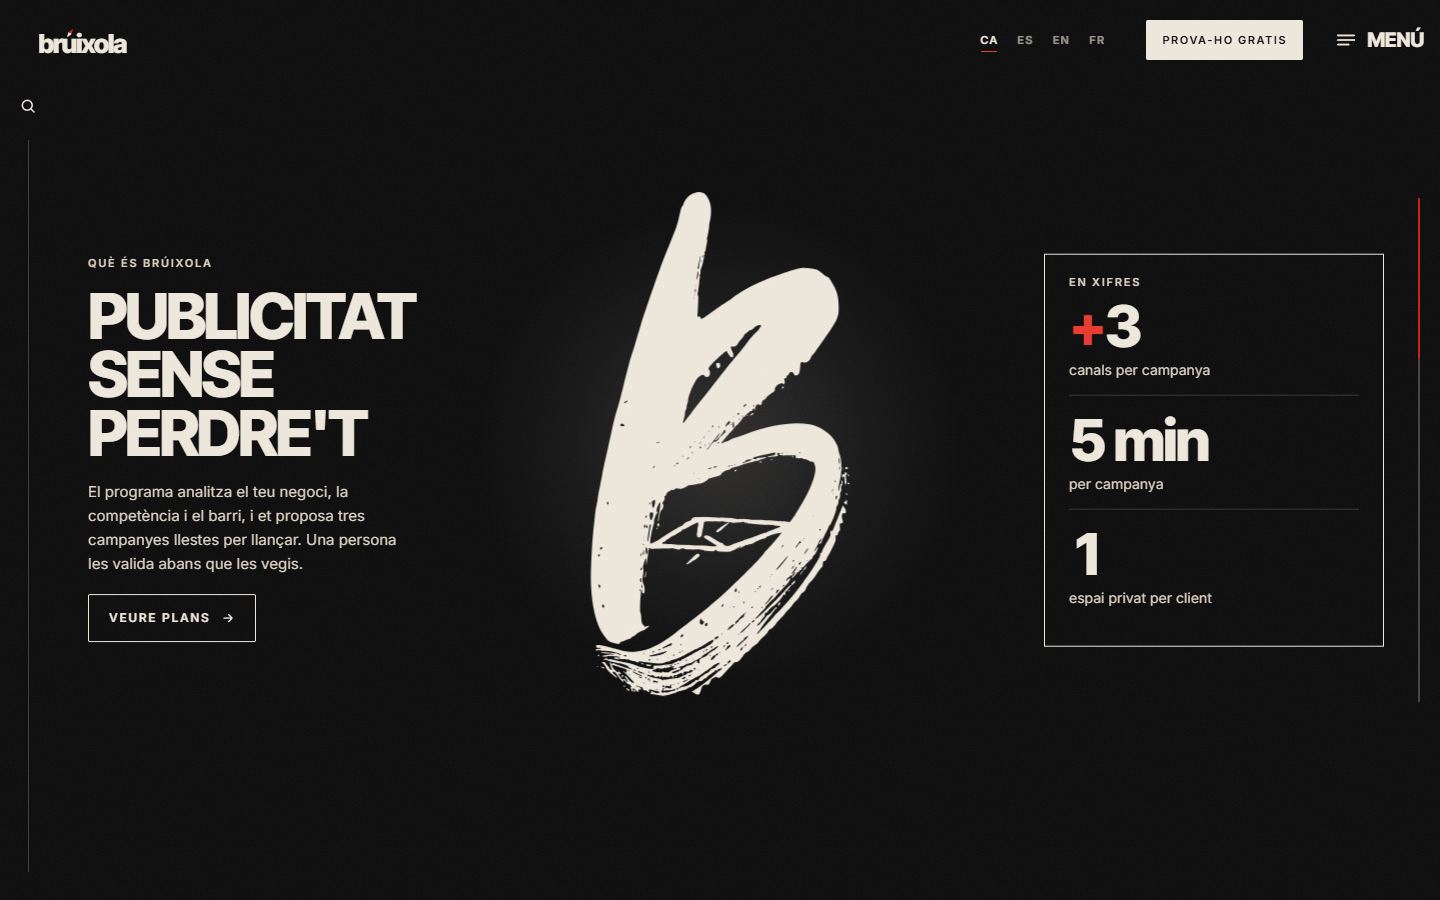 brúixola
CA ES EN FR
PROVA-HO GRATIS
MENÚ
QUÈ ÉS BRÚIXOLA
PUBLICITAT
SENSE
PERDRE'T
El programa analitza el teu negoci, la
competència i el barri, i et proposa tres
campanyes llestes per llançar. Una persona
les valida abans que les vegis.
VEURE PLANS →
b
EN XIFRES
+3
canals per campanya
5 min
per campanya
1
espai privat per client